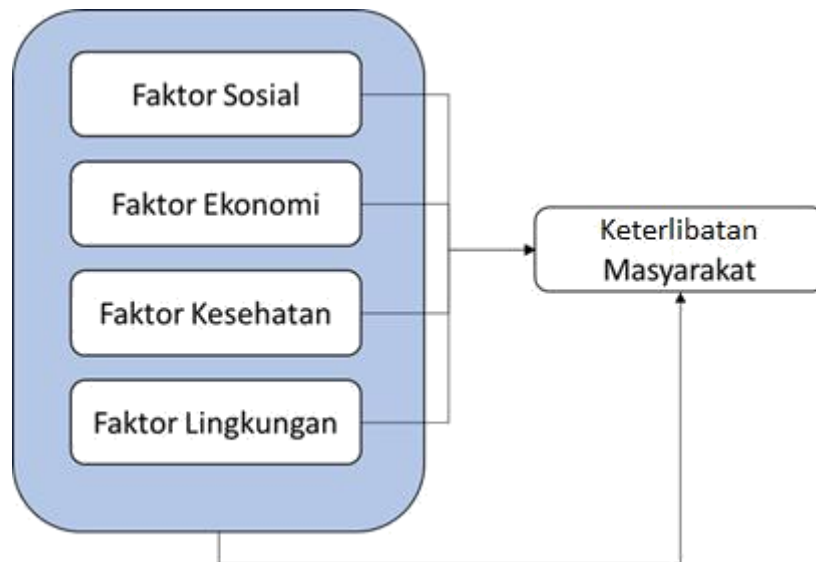 Faktor Sosial
Faktor Ekonomi
Faktor Kesehatan
Faktor Lingkungan
Keterlibatan
Masyarakat